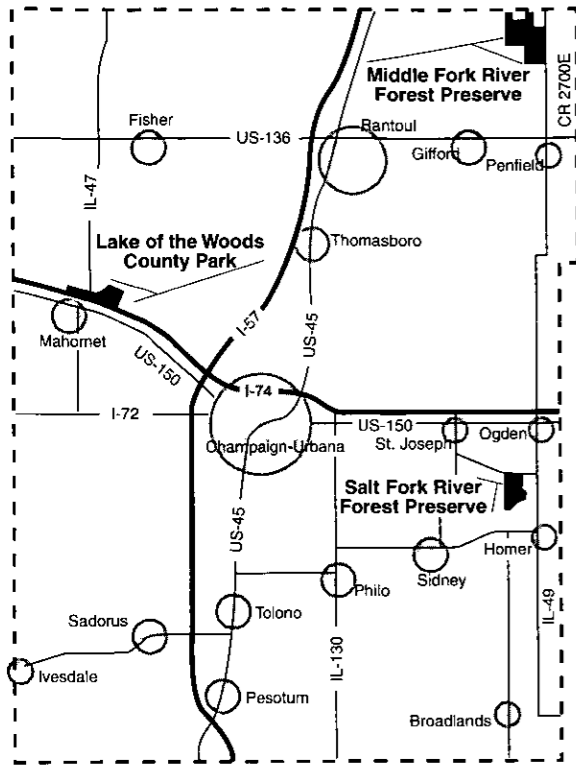 Middle Fork River
Forest Preserve
CR 2700E
Fisher
US-136
Rantoul
Gifford
Penfield
IL-47
Thomasboro
Lake of the Woods
County Park
I-57
US-45
Mahomet
US-150
I-74
I-72
US-150
Champaign-Urbana
St. Joseph
Ogden
Salt Fork River
Forest Preserve
US-45
Homer
Sidney
Philo
IL-49
Tolono
Sadorus
IL-130
Ivesdale
Pesotum
Broadlands